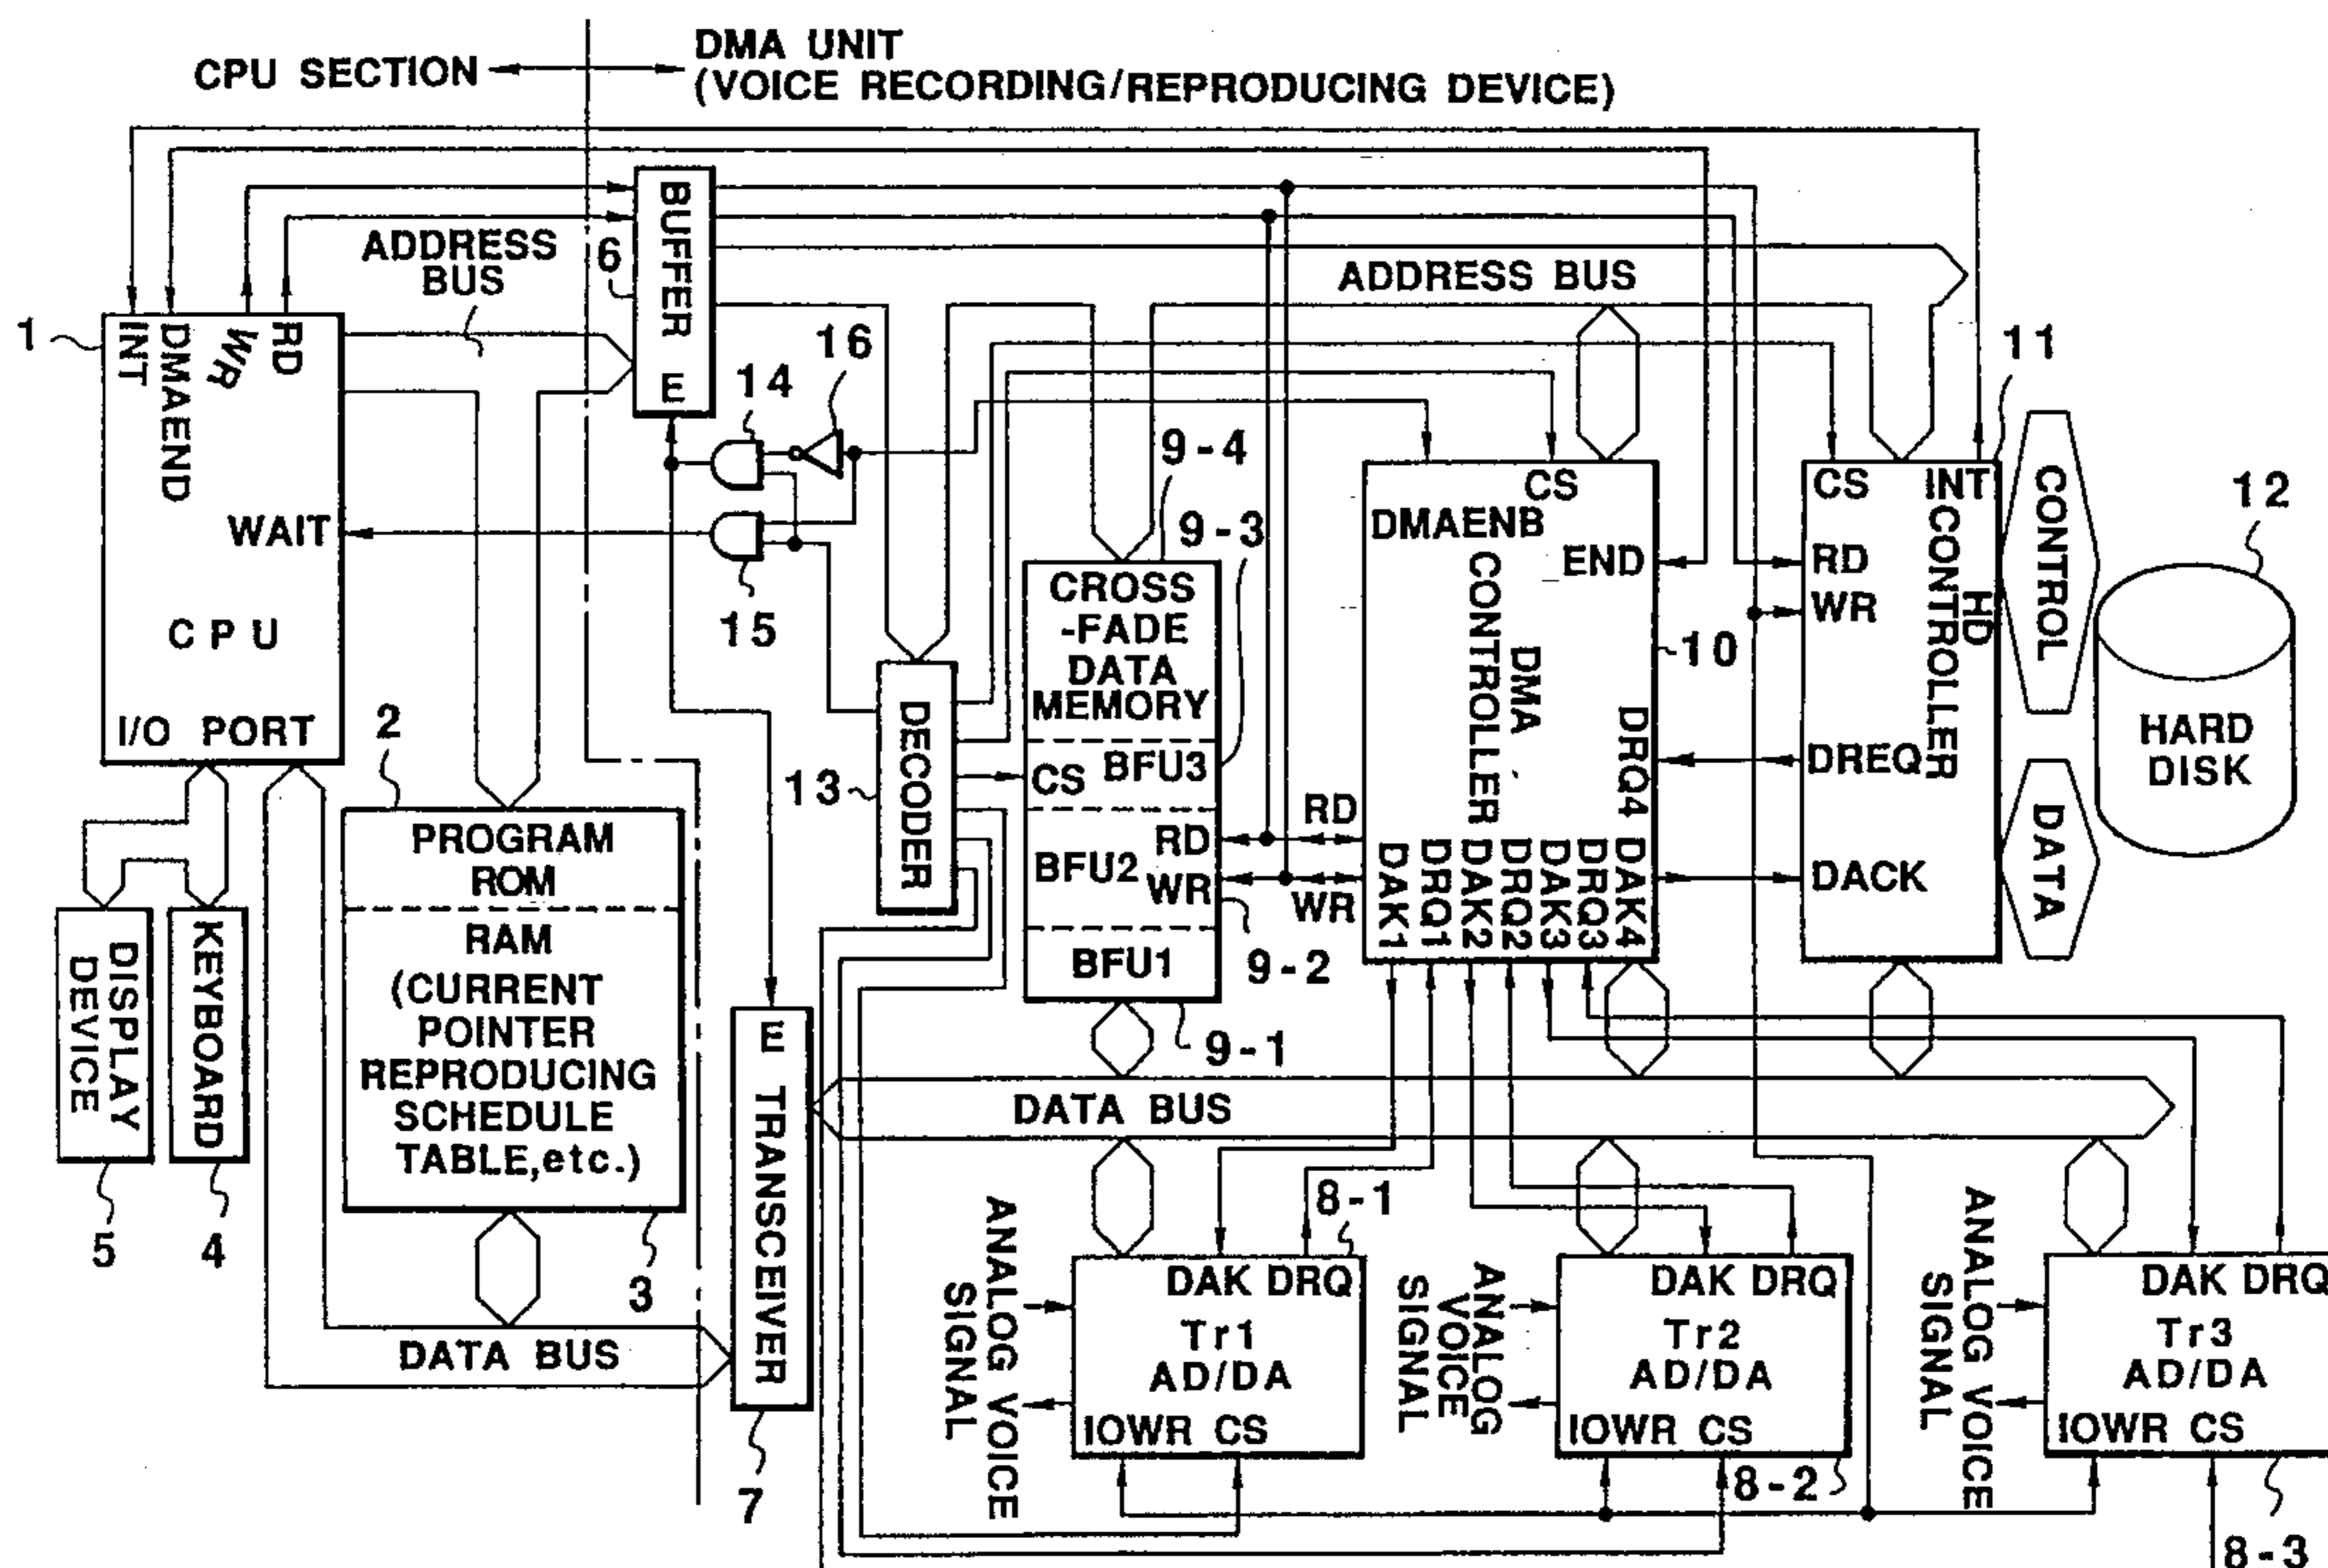 CPU SECTION
DMA UNIT
(VOICE RECORDING/REPRODUCING DEVICE)
ADDRESS
BUS
6
BUFFER
E
ADDRESS BUS
1
INT
DMAEND
WR
RD
WAIT
CPU
I/O PORT
14
16
15
9-4
9-3
11
12
2
PROGRAM
ROM
RAM
(CURRENT
POINTER
REPRODUCING
SCHEDULE
TABLE,etc.)
3
DISPLAY
DEVICE
5
KEYBOARD
4
DATA BUS
13
DECODER
CROSS
-FADE
DATA
MEMORY
CS BFU3
BFU2
RD
WR
BFU1
9-2
9-1
RD
WR
CS
DMAENB
END
DMA
CONTROLLER
10
DRQ4
DAK1
DRQ1
DAK2
DRQ2
DAK3
DRQ3
DAK4
CS INT
RD
WR
HD
CONTROLLER
DREQ
DACK
CONTROL
DATA
HARD
DISK
E TRANSCEIVER
7
DATA BUS
ANALOG VOICE
SIGNAL
8-1
DAK DRQ
Tr1
AD/DA
IOWR CS
ANALOG
VOICE
SIGNAL
DAK DRQ
Tr2
AD/DA
IOWR CS
8-2
ANALOG VOICE
SIGNAL
DAK DRQ
Tr3
AD/DA
IOWR CS
8-3